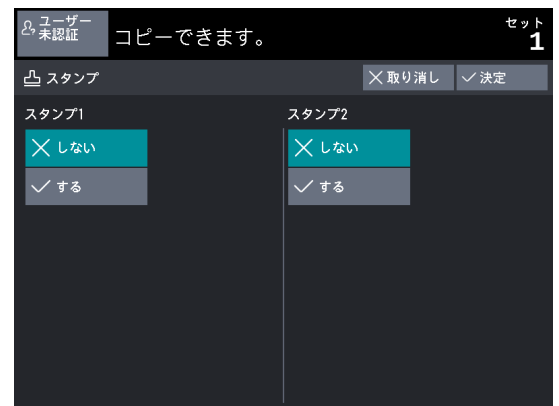 ユーザー
未認証
コピーできます。
セット
1
スタンプ
取り消し
決定
スタンプ1
スタンプ2
しない
しない
する
する